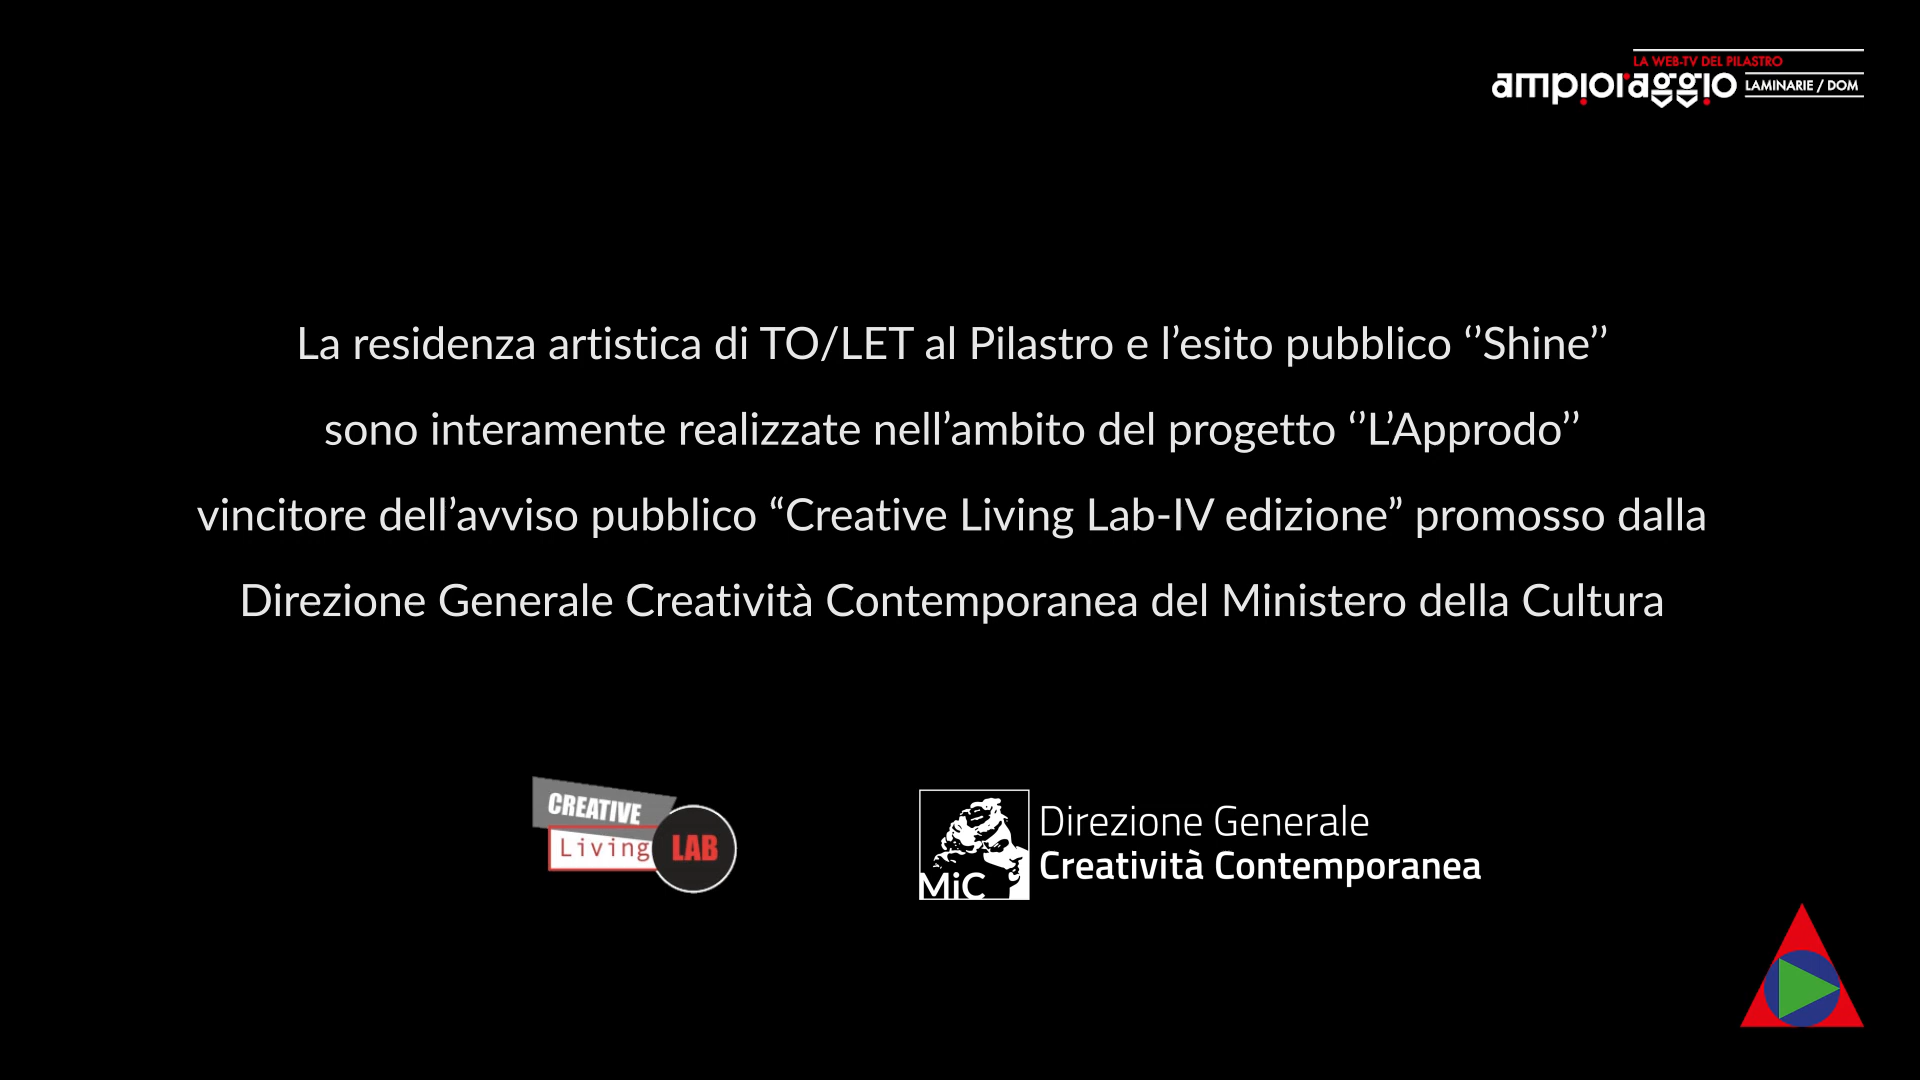 LA WEB-TV DEL PILASTRO
ampioraggio LAMINARIE / DOM
La residenza artistica di TO/LET al Pilastro e l’esito pubblico ‘’Shine’’
sono interamente realizzate nell’ambito del progetto ‘’L’Approdo’’
vincitore dell’avviso pubblico “Creative Living Lab-IV edizione” promosso dalla
Direzione Generale Creatività Contemporanea del Ministero della Cultura
CREATIVE
Living LAB
MiC
Direzione Generale
Creatività Contemporanea